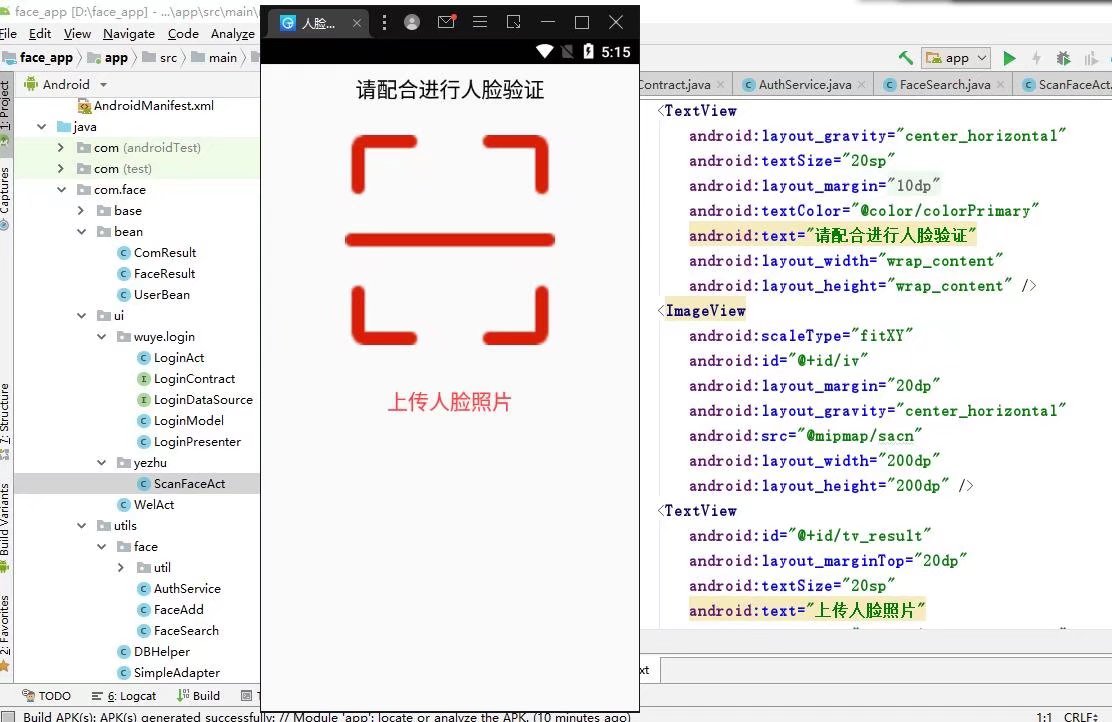 face_app [D:\face_app] - ...\app\src\main\
File Edit View Navigate Code Analyze
face_app app src main
Android
AndroidManifest.xml
java
com (androidTest)
com (test)
com.face
base
bean
ComResult
FaceResult
UserBean
ui
wuye.login
LoginAct
LoginContract
LoginDataSource
LoginModel
LoginPresenter
yezhu
ScanFaceAct
WelAct
utils
face
util
AuthService
FaceAdd
FaceSearch
DBHelper
SimpleAdapter
1: Project
Captures
7: Structure
Build Variants
2: Favorites
人脸...
5:15
请配合进行人脸验证
上传人脸照片
app
Contract.java AuthService.java FaceSearch.java ScanFaceAct.
<TextView
android:layout_gravity="center_horizontal"
android:textSize="20sp"
android:layout_margin="10dp"
android:textColor="@color/colorPrimary"
android:text="请配合进行人脸验证"
android:layout_width="wrap_content"
android:layout_height="wrap_content" />
<ImageView
android:scaleType="fitXY"
android:id="@+id/iv"
android:layout_margin="20dp"
android:layout_gravity="center_horizontal"
android:src="@mipmap/sacn"
android:layout_width="200dp"
android:layout_height="200dp" />
<TextView
android:id="@+id/tv_result"
android:layout_marginTop="20dp"
android:textSize="20sp"
android:text="上传人脸照片"
xt
TODO 6: Logcat Build T
Build APK(s): APK(s) generated successfully: // Module 'app': locate or analyze the APK. (10 minutes ago)
1:1 CRLF